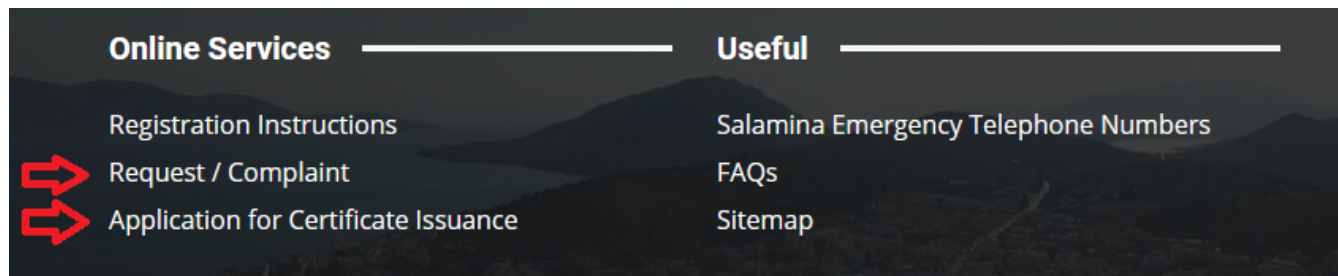 Online Services
Registration Instructions
Request / Complaint
Application for Certificate Issuance
Useful
Salamina Emergency Telephone Numbers
FAQs
Sitemap